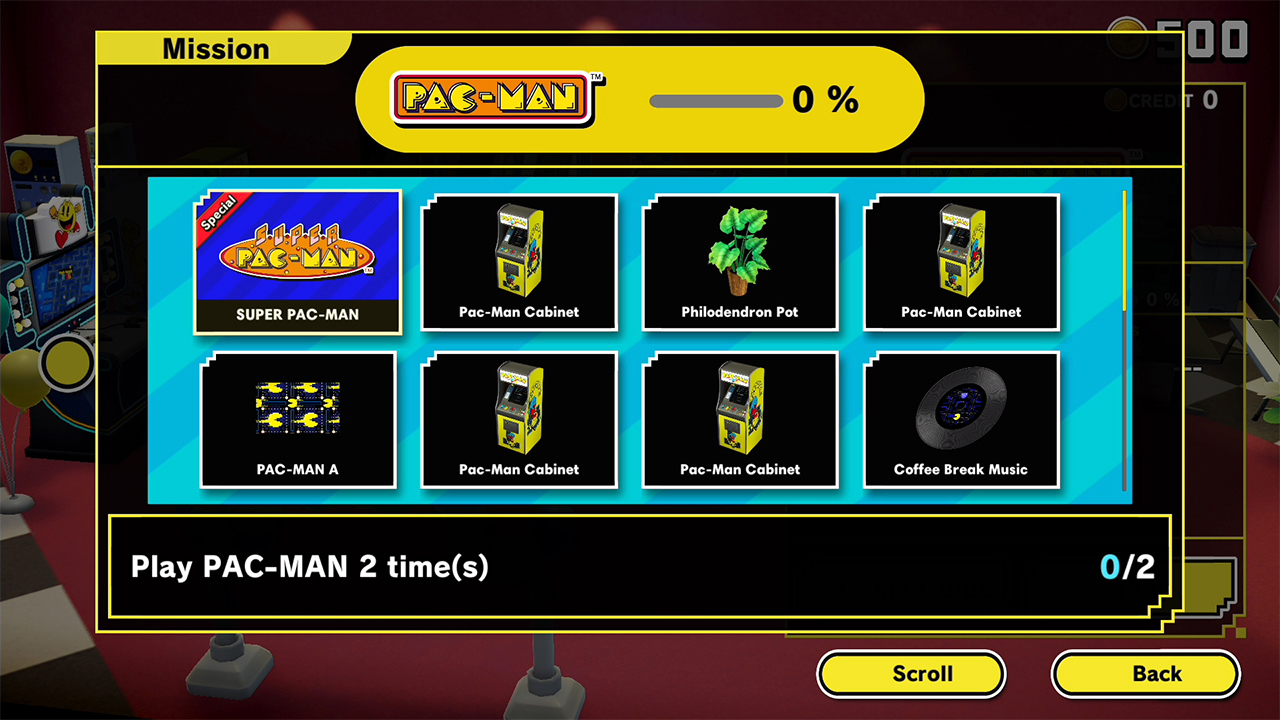 Mission
500
PAC-MAN TM
0 %
CREDIT 0
Special
SUPER
PAC-MAN TM
SUPER PAC-MAN
Pac-Man Cabinet
Philodendron Pot
Pac-Man Cabinet
PAC-MAN A
Pac-Man Cabinet
Pac-Man Cabinet
Coffee Break Music
Play PAC-MAN 2 time(s)
0/2
Scroll
Back